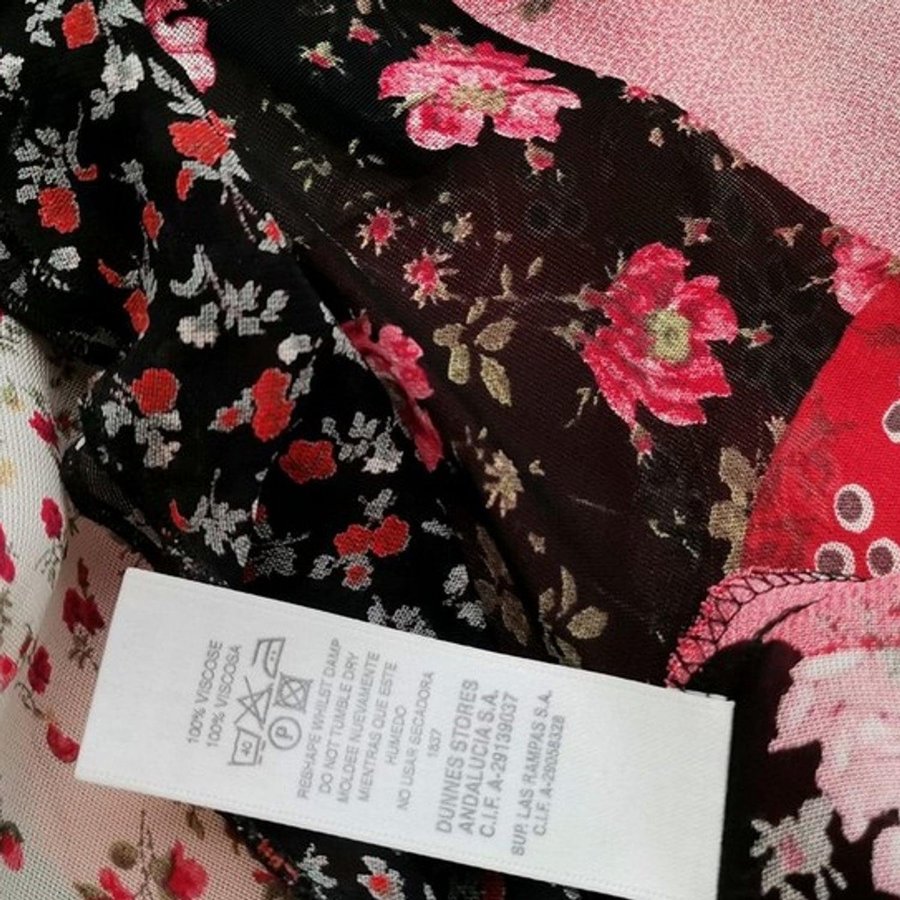 100% VISCOSE
100% VISCOSA
40
P
RESHAPE WHILST DAMP
DO NOT TUMBLE DRY
MOLDEE NUEVAMENTE
MIENTRAS QUE ESTE
HUMEDO
NO USAR SECADORA
1837
DUNNES STORES
ANDALUCIA S.A.
C.I.F. A-29139037
SUP. LAS RAMPAS S.A.
C.I.F. A-29058328